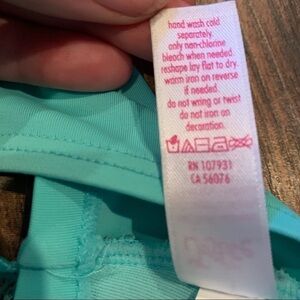 hand wash cold
separately.
only non-chlorine
bleach when needed.
reshape lay flat to dry.
warm iron on reverse
if needed.
do not wring or twist
do not iron on
decoration.
RN 107931
CA 56076